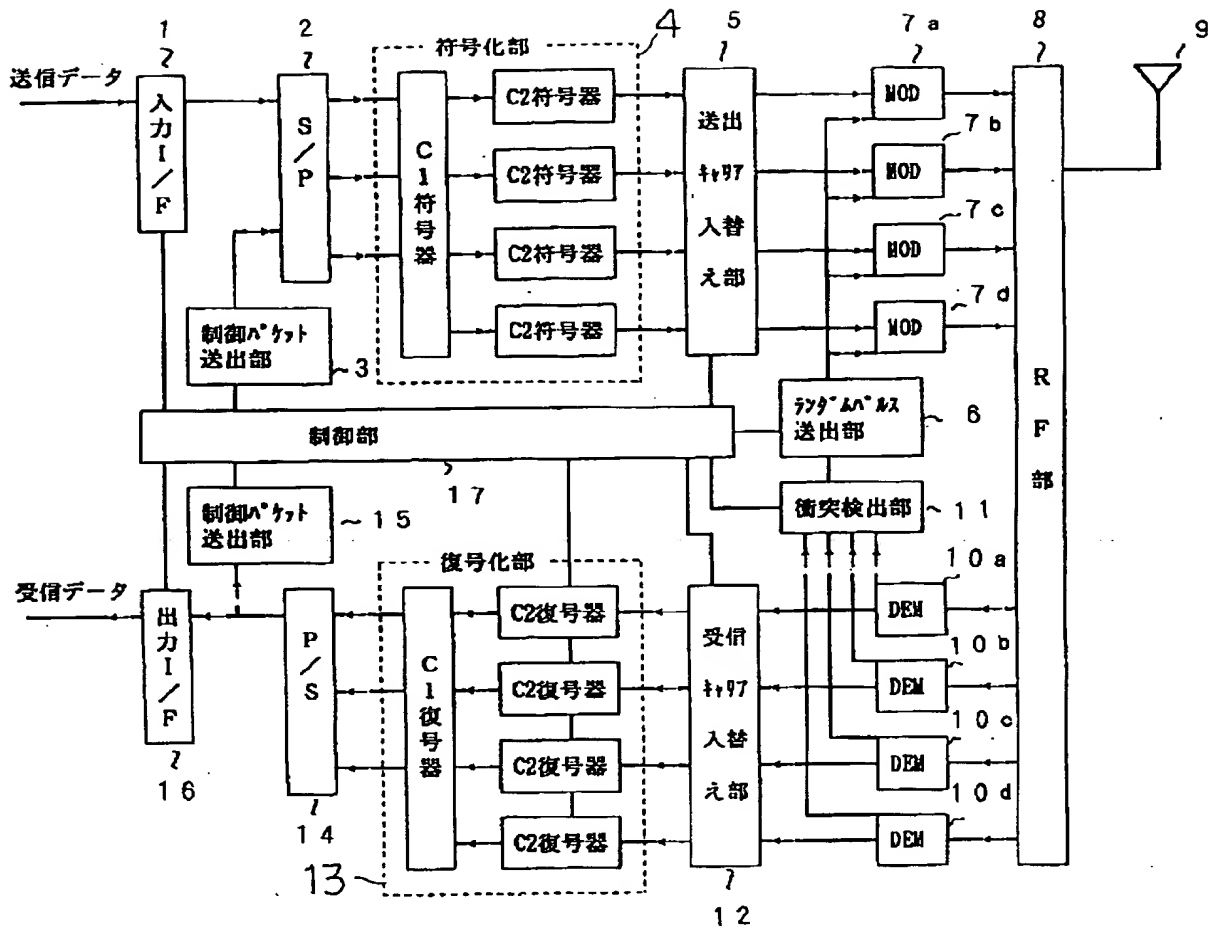 1
2
符号化部
4
5
7a
8
9
送信データ
入力I/F
S/P
C1符号器
C2符号器
C2符号器
C2符号器
C2符号器
送出
キャリア
入替
え部
MOD
7b
MOD
7c
MOD
7d
MOD
RF部
制御パケット
送出部
3
ランダムパルス
送出部
6
制御部
17
衝突検出部
11
制御パケット
送出部
15
復号化部
受信データ
出力I/F
16
P/S
14
C1復号器
C2復号器
C2復号器
C2復号器
C2復号器
13
受信
キャリア
入替
え部
12
10a
DEM
10b
DEM
10c
DEM
10d
DEM